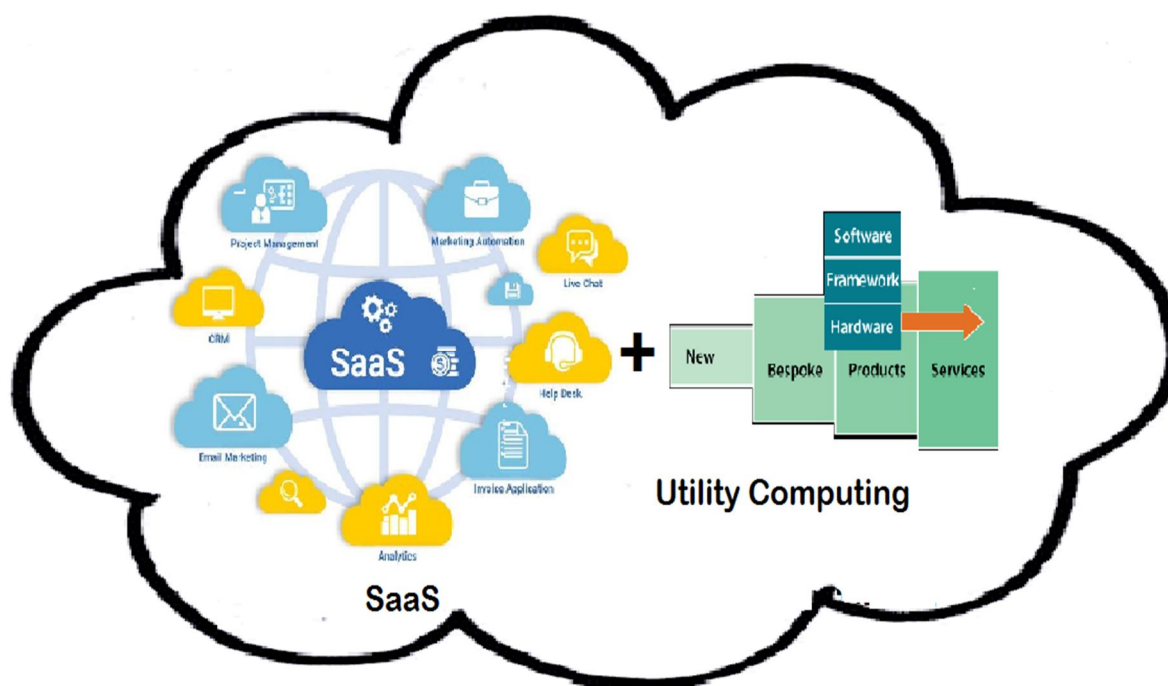 Project Management
Marketing Automation
Live Chat
CRM
SaaS
Help Desk
Email Marketing
Invoice Application
Analytics
SaaS
+
Software
Framework
Hardware
New
Bespoke
Products
Services
Utility Computing